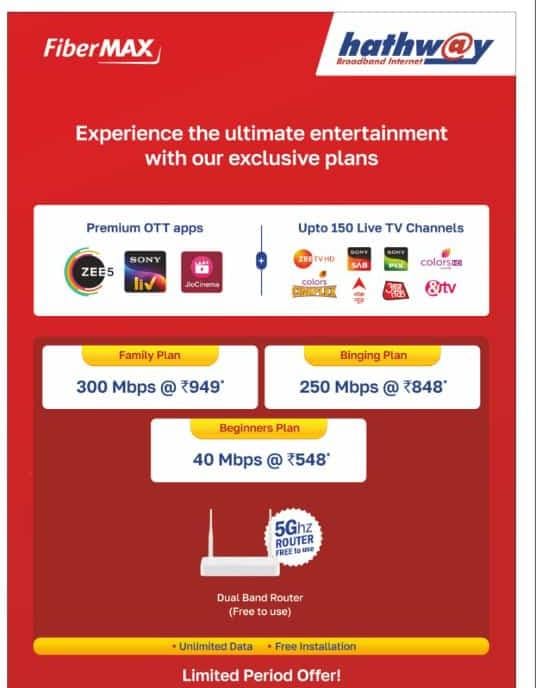 FiberMAX
hathw@y
Broadband Internet
Experience the ultimate entertainment
with our exclusive plans
Premium OTT apps
Upto 150 Live TV Channels
ZEE5
SONY
liv
JioCinema
+
ZEE TV HD
SONY
SAB
SONY
PIX
colors HD
colors
CINEPLEX
आज तक
&tv
Family Plan
300 Mbps @ ₹949*
Binging Plan
250 Mbps @ ₹848*
Beginners Plan
40 Mbps @ ₹548*
5Ghz
ROUTER
FREE to use
Dual Band Router
(Free to use)
• Unlimited Data • Free Installation
Limited Period Offer!